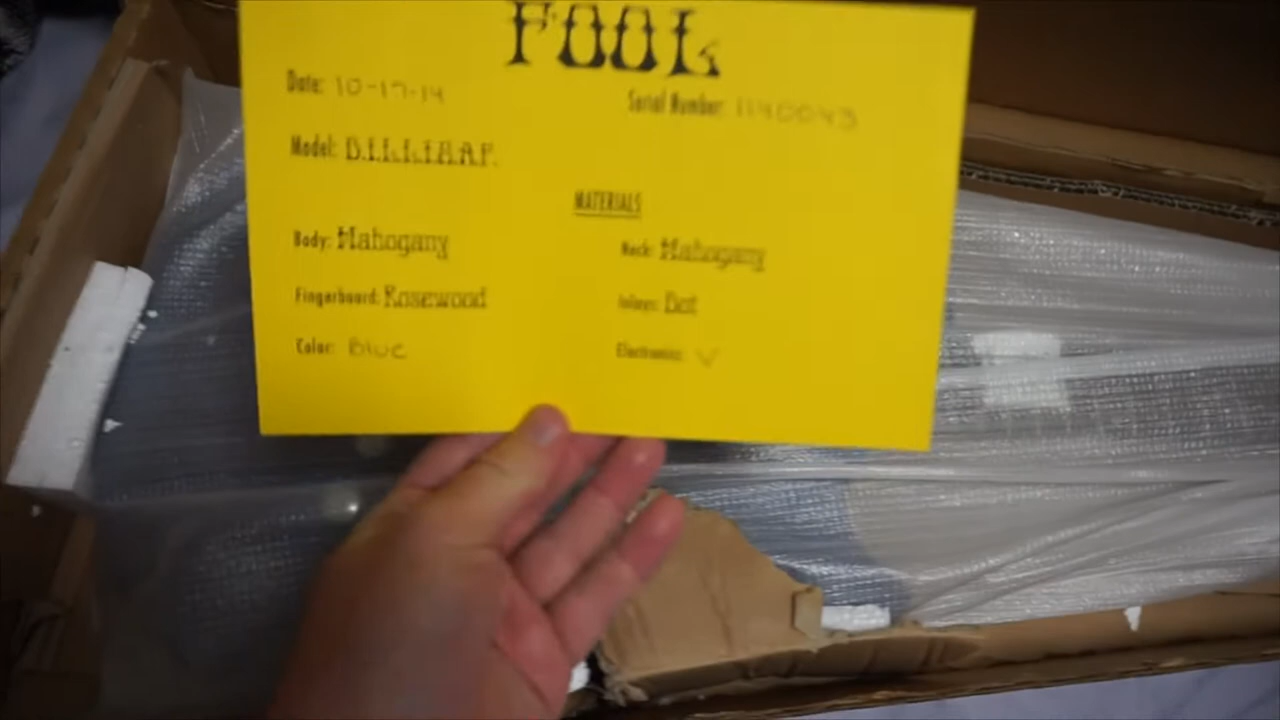 FOOL
Date: 10-17-14
Serial Number: 1140043
Model:
MATERIALS
Body: Mahogany
Neck: Mahogany
Fingerboard: Rosewood
Inlays: Dot
Color: Blue
Electronics: V